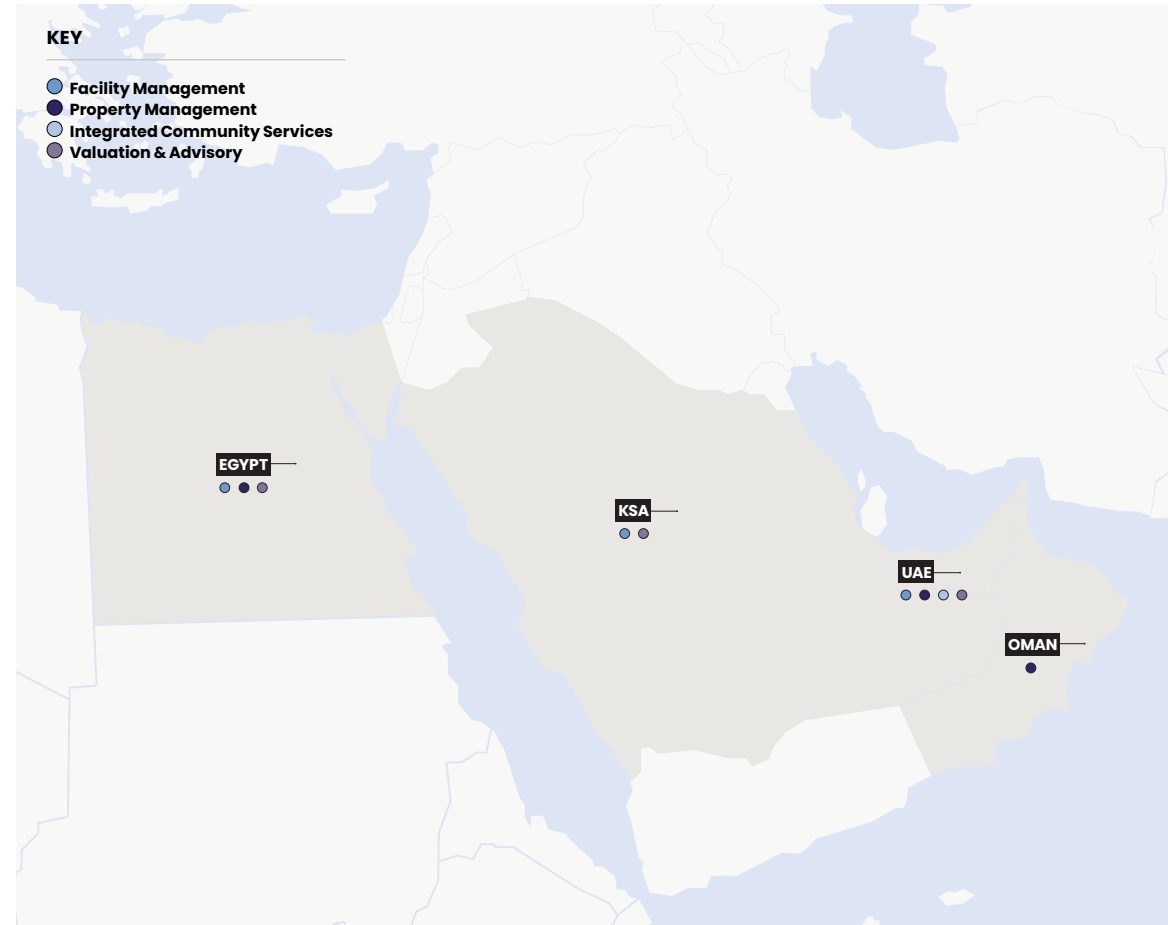 KEY
Facility Management
Property Management
Integrated Community Services
Valuation & Advisory
EGYPT
KSA
UAE
OMAN